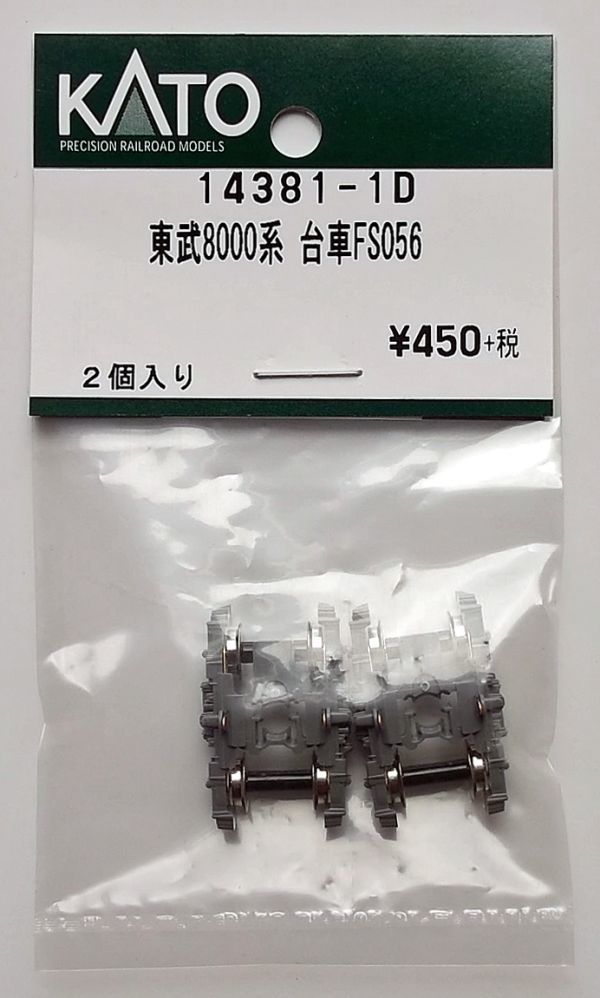 KATO
PRECISION RAILROAD MODELS
14381-1D
東武8000系 台車FS056
¥450+税
2個入り